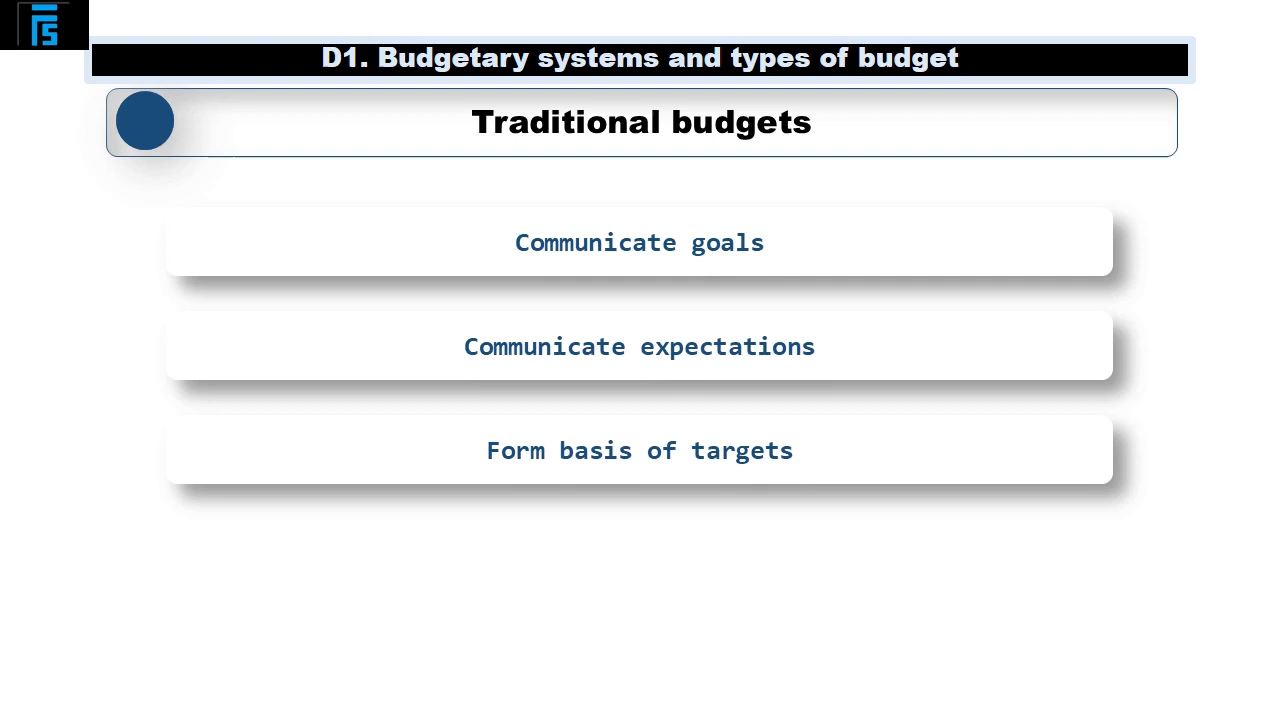 D1. Budgetary systems and types of budget
Traditional budgets
Communicate goals
Communicate expectations
Form basis of targets